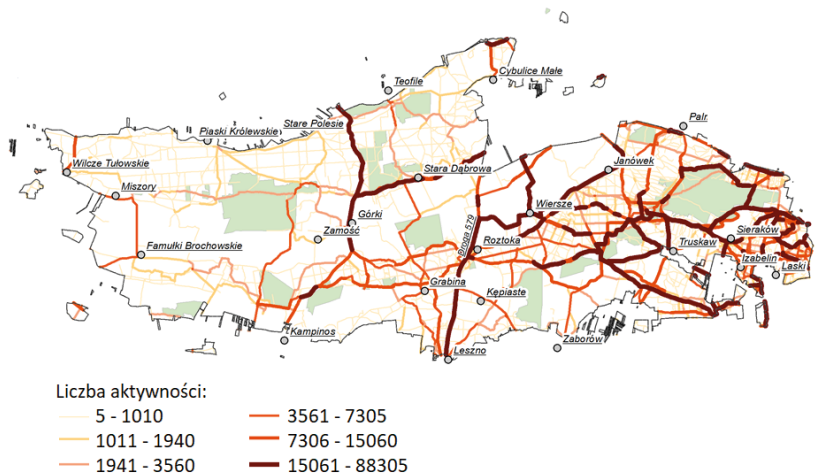 Cybulice Małe
Teofile
Stare Polesie
Palr
Piaski Królewskie
Janówek
Wilcze Tułowskie
Stara Dąbrowa
Miszory
Górki
Wiersze
Zamość
Droga 579
Roztoka
Sieraków
Truskaw
Famułki Brochowskie
Izabelin
Laski
Grabina
Kępiaste
Kampinos
Zaborów
Leszno
Liczba aktywności:
5 - 1010
3561 - 7305
1011 - 1940
7306 - 15060
1941 - 3560
15061 - 88305